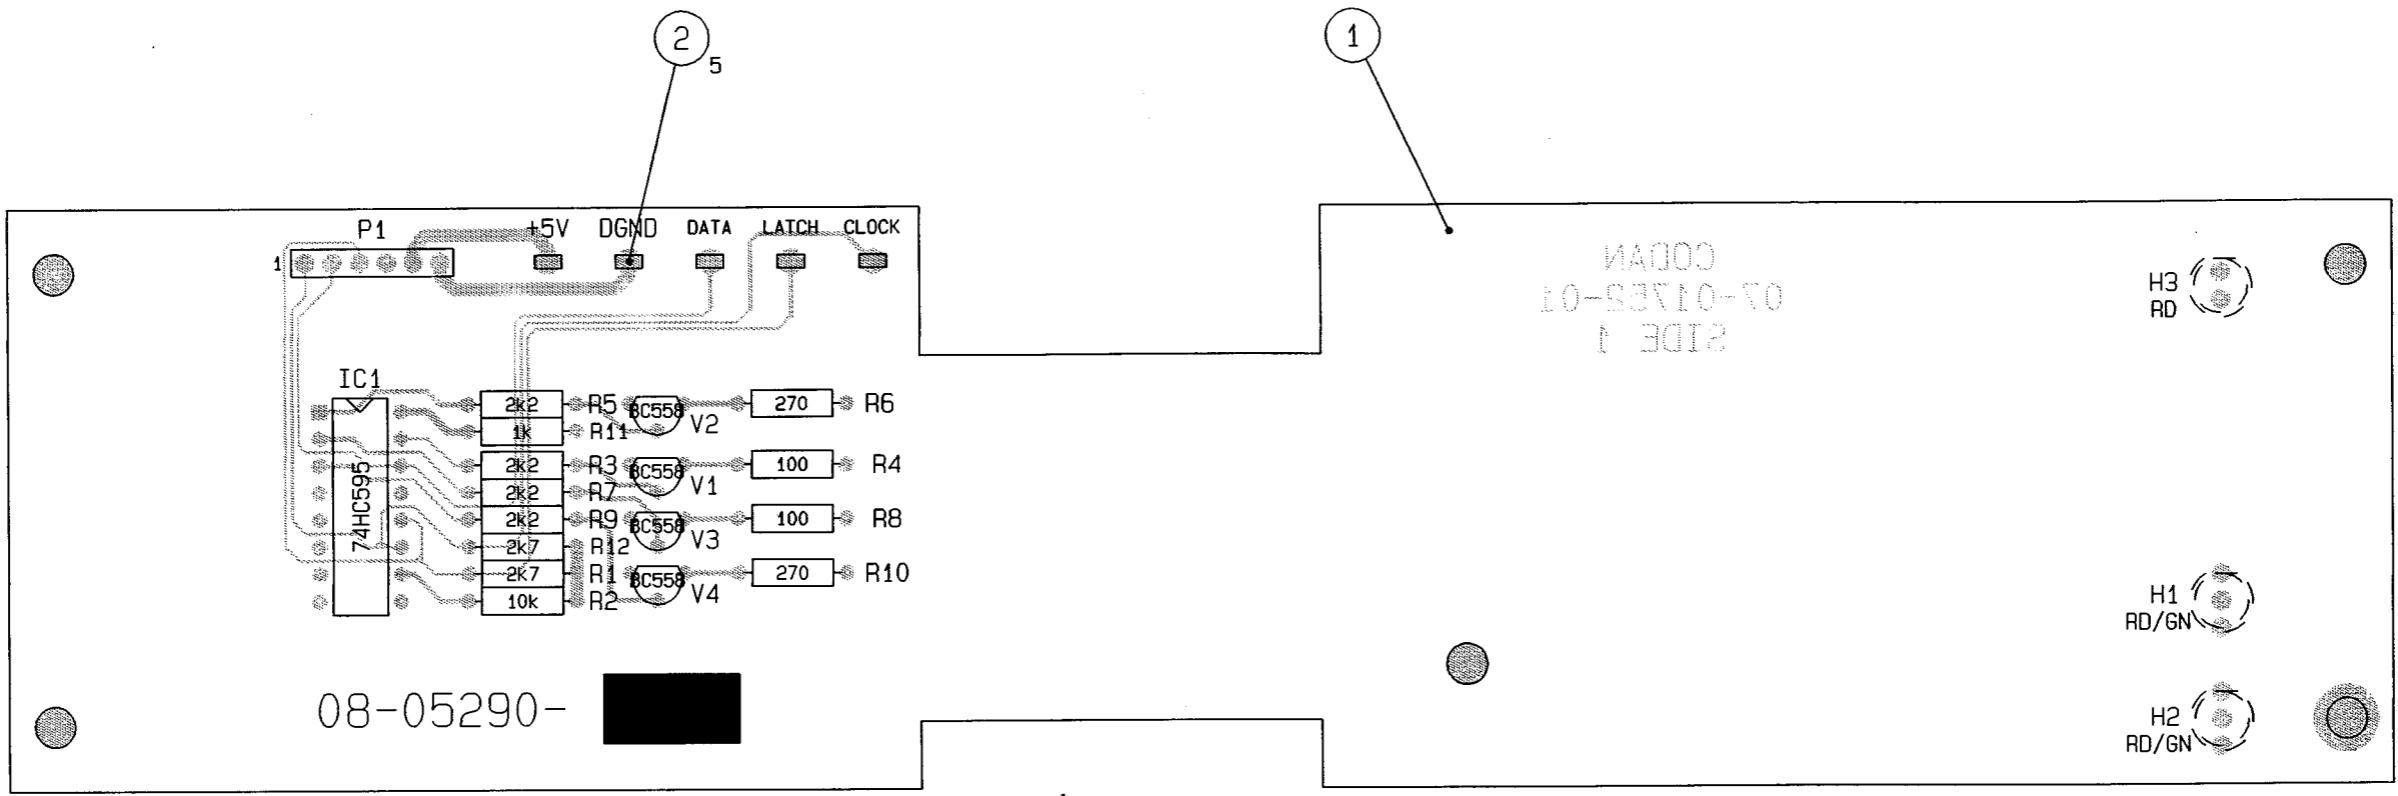 2
5
1
P1
+5V DGND DATA LATCH CLOCK
1
CODAN
07-01752-01
SIDE 1
H3
RD
IC1
74HC595
2k2 R5 BC558 V2 270 R6
1k R11
2k2 R3 BC558 V1 100 R4
2k2 R7
2k2 R9 BC558 V3 100 R8
2k7 R12
2k7 R1 BC558 V4 270 R10
10k R2
H1
RD/GN
08-05290-
H2
RD/GN